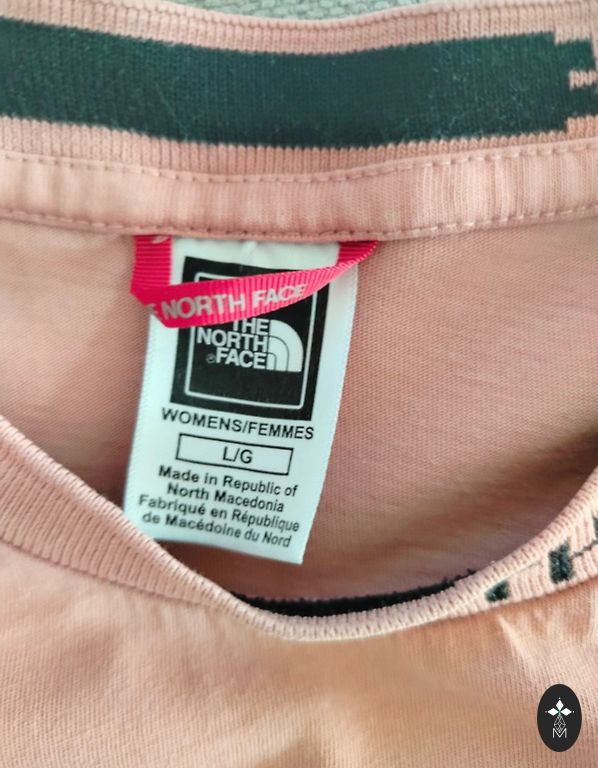 E NORTH FACE
THE
NORTH
FACE
®
WOMENS/FEMMES
L/G
Made in Republic of
North Macedonia
Fabriqué en République
de Macédoine du Nord
M